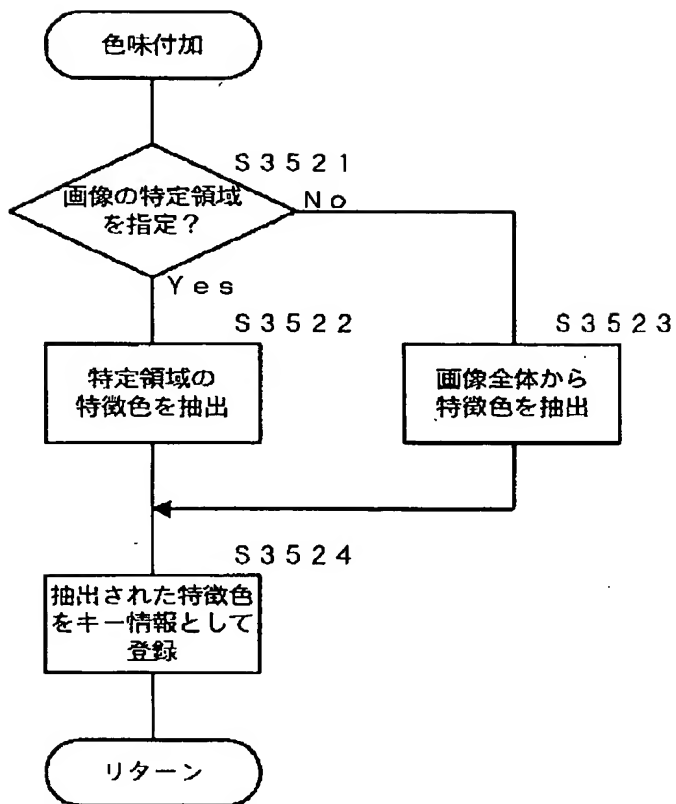 色味付加
S3521
画像の特定領域
を指定?
No
Yes
S3522
特定領域の
特徴色を抽出
S3523
画像全体から
特徴色を抽出
S3524
抽出された特徴色
をキー情報として
登録
リターン